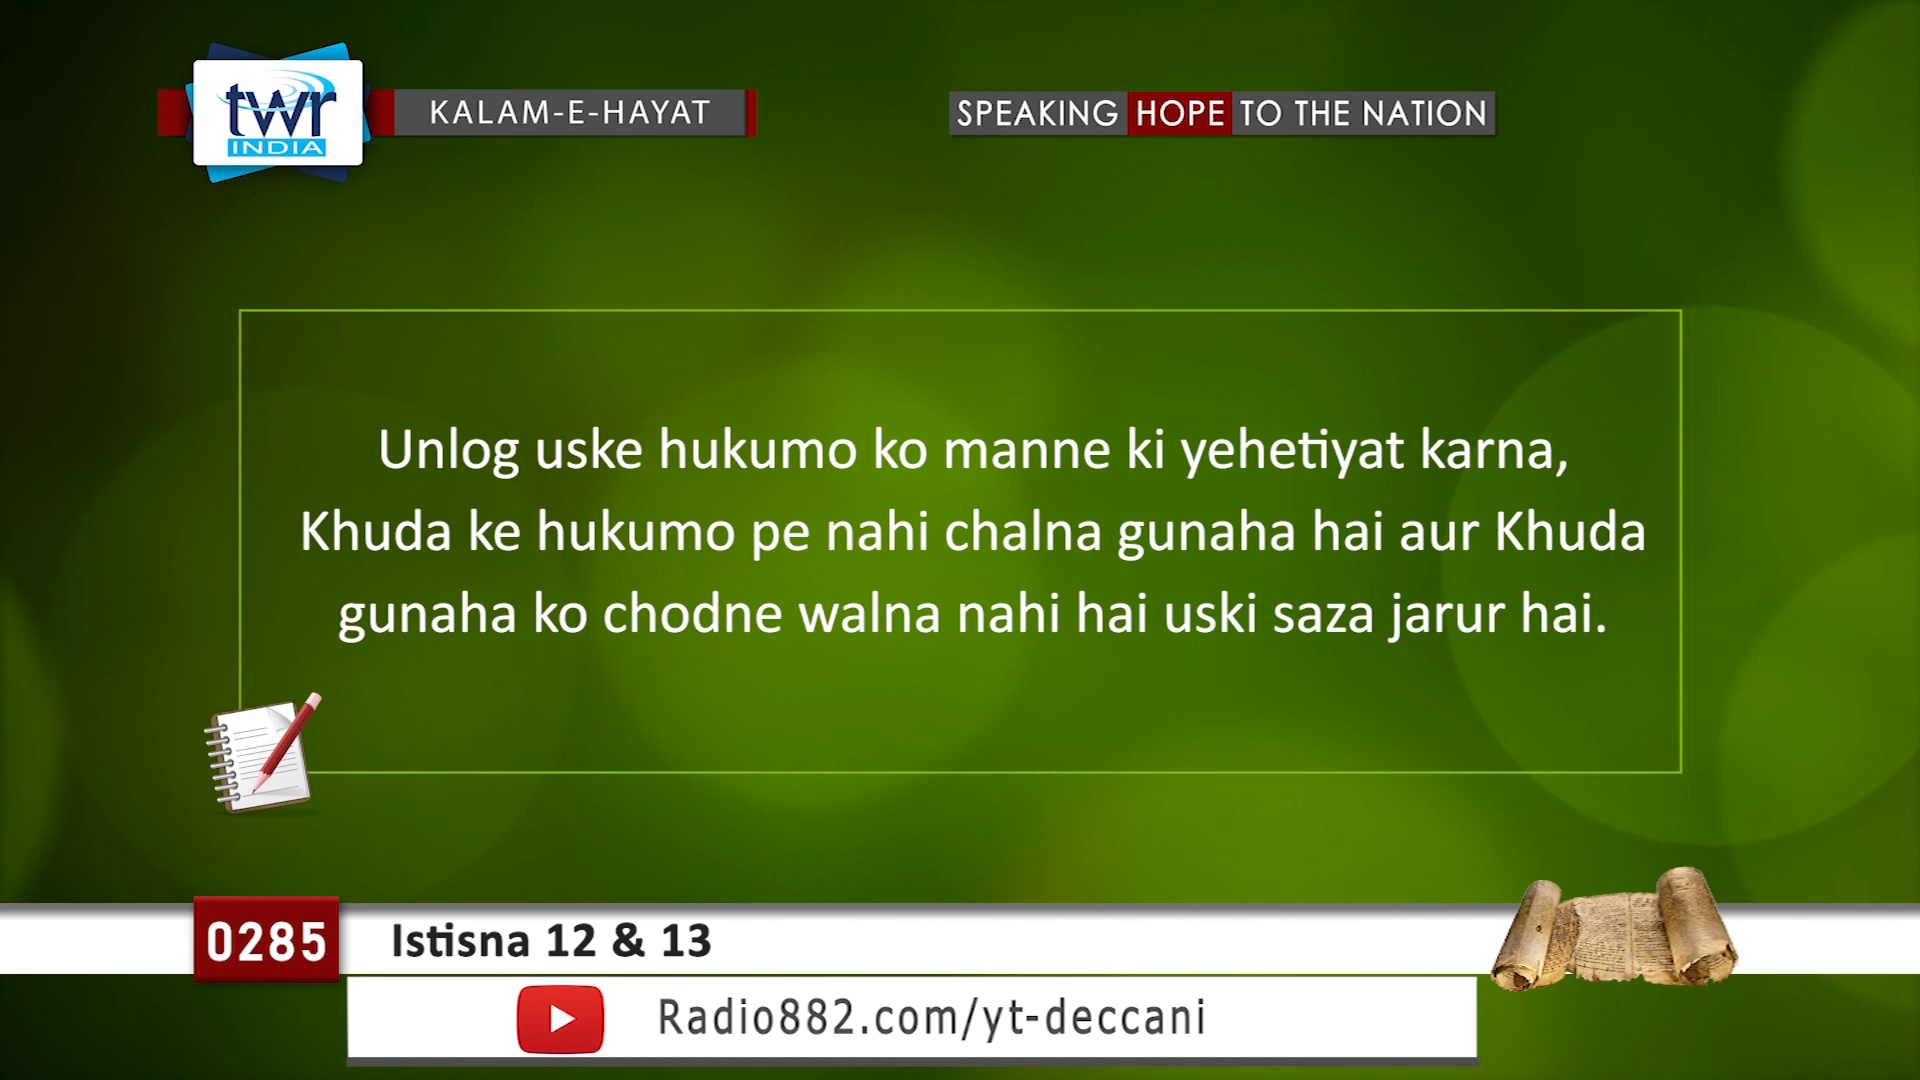 twr
INDIA
KALAM-E-HAYAT
SPEAKING HOPE TO THE NATION
Unlog uske hukumo ko manne ki yehetiyat karna,
Khuda ke hukumo pe nahi chalna gunaha hai aur Khuda
gunaha ko chodne walna nahi hai uski saza jarur hai.
0285
Istisna 12 & 13
Radio882.com/yt-deccani